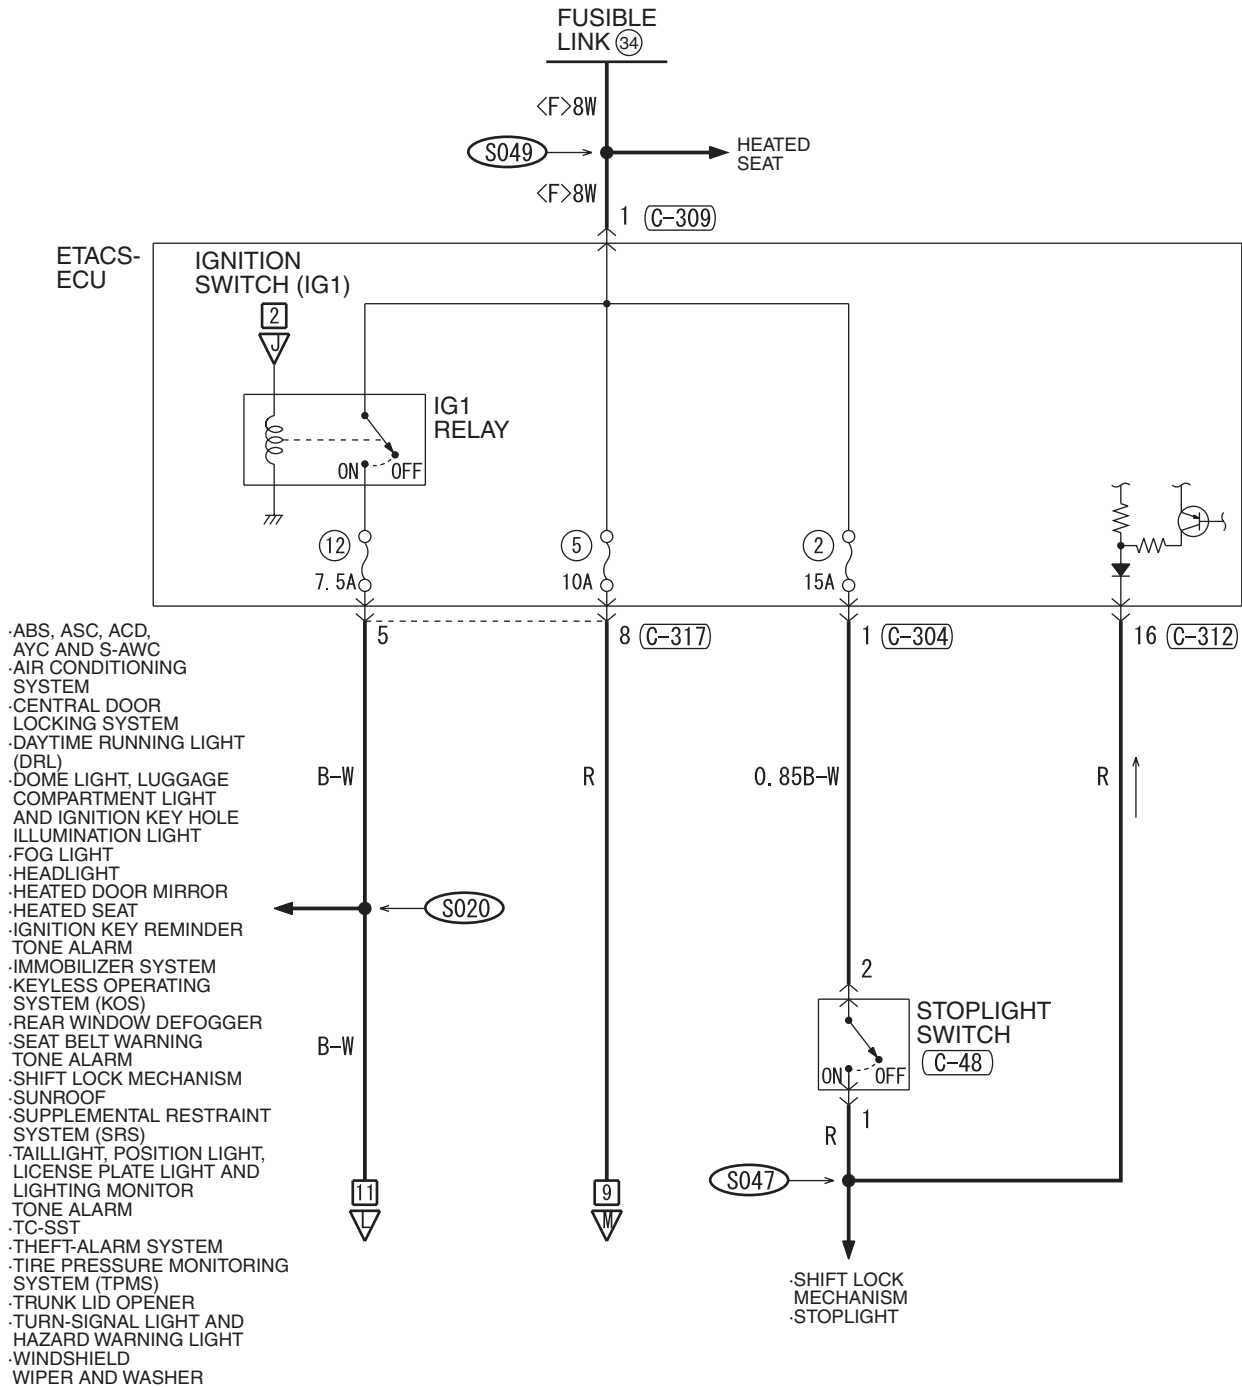 FUSIBLE
LINK 34
<F>8W
S049
HEATED
SEAT
<F>8W
1 C-309
ETACS-
ECU
IGNITION
SWITCH (IG1)
2
J
IG1
RELAY
ON OFF
12
7.5A
5
10A
2
15A
5
8 C-317
1 C-304
16 C-312
·ABS, ASC, ACD,
AYC AND S-AWC
·AIR CONDITIONING
SYSTEM
·CENTRAL DOOR
LOCKING SYSTEM
·DAYTIME RUNNING LIGHT
(DRL)
·DOME LIGHT, LUGGAGE
COMPARTMENT LIGHT
AND IGNITION KEY HOLE
ILLUMINATION LIGHT
·FOG LIGHT
·HEADLIGHT
·HEATED DOOR MIRROR
·HEATED SEAT
·IGNITION KEY REMINDER
TONE ALARM
·IMMOBILIZER SYSTEM
·KEYLESS OPERATING
SYSTEM (KOS)
·REAR WINDOW DEFOGGER
·SEAT BELT WARNING
TONE ALARM
·SHIFT LOCK MECHANISM
·SUNROOF
·SUPPLEMENTAL RESTRAINT
SYSTEM (SRS)
·TAILLIGHT, POSITION LIGHT,
LICENSE PLATE LIGHT AND
LIGHTING MONITOR
TONE ALARM
·TC-SST
·THEFT-ALARM SYSTEM
·TIRE PRESSURE MONITORING
SYSTEM (TPMS)
·TRUNK LID OPENER
·TURN-SIGNAL LIGHT AND
HAZARD WARNING LIGHT
·WINDSHIELD
WIPER AND WASHER
B-W
R
0.85B-W
R
S020
B-W
2
STOPLIGHT
SWITCH
C-48
ON OFF
1
R
S047
11
L
9
M
·SHIFT LOCK
MECHANISM
·STOPLIGHT